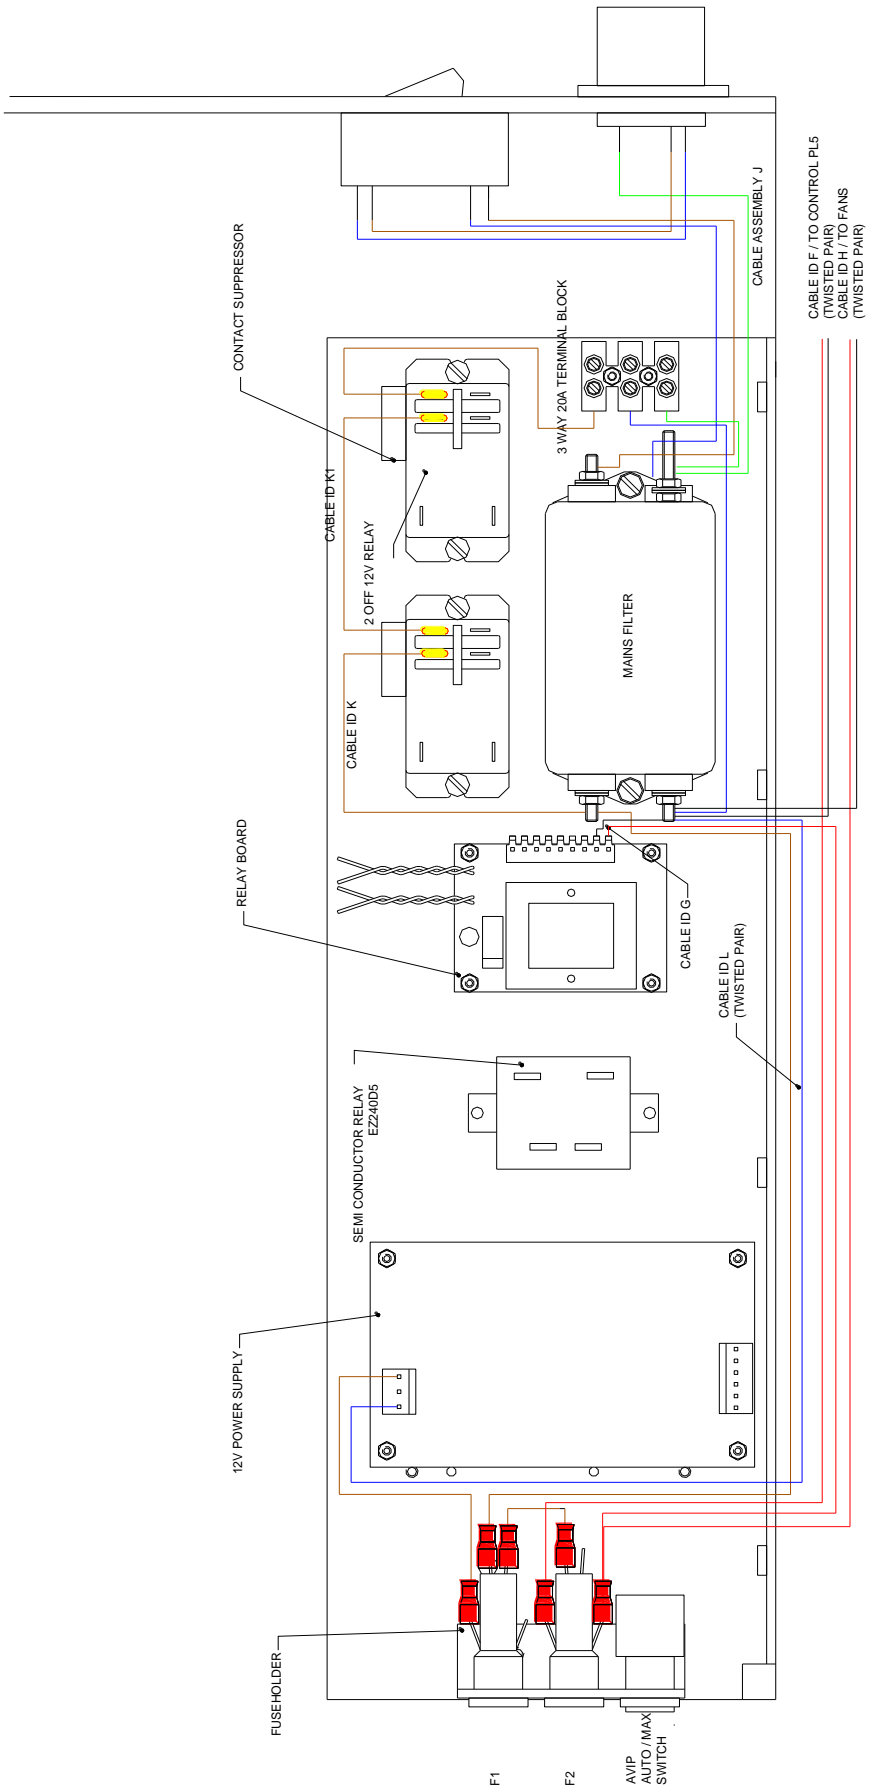 CABLE ASSEMBLY J
CABLE ID F / TO CONTROL PL5
(TWISTED PAIR)
CABLE ID H / TO FANS
(TWISTED PAIR)
CONTACT SUPPRESSOR
3 WAY 20A TERMINAL BLOCK
CABLE ID K1
2 OFF 12V RELAY
MAINS FILTER
CABLE ID K
RELAY BOARD
CABLE ID G
CABLE ID L
(TWISTED PAIR)
SEMI CONDUCTOR RELAY
EZ240D5
12V POWER SUPPLY
FUSEHOLDER
F1
F2
AVIP
AUTO / MAX
SWITCH